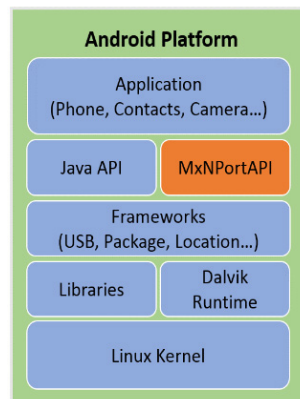 Android Platform
Application
(Phone, Contacts, Camera...)
Java API
MxNPortAPI
Frameworks
(USB, Package, Location...)
Libraries
Dalvik
Runtime
Linux Kernel